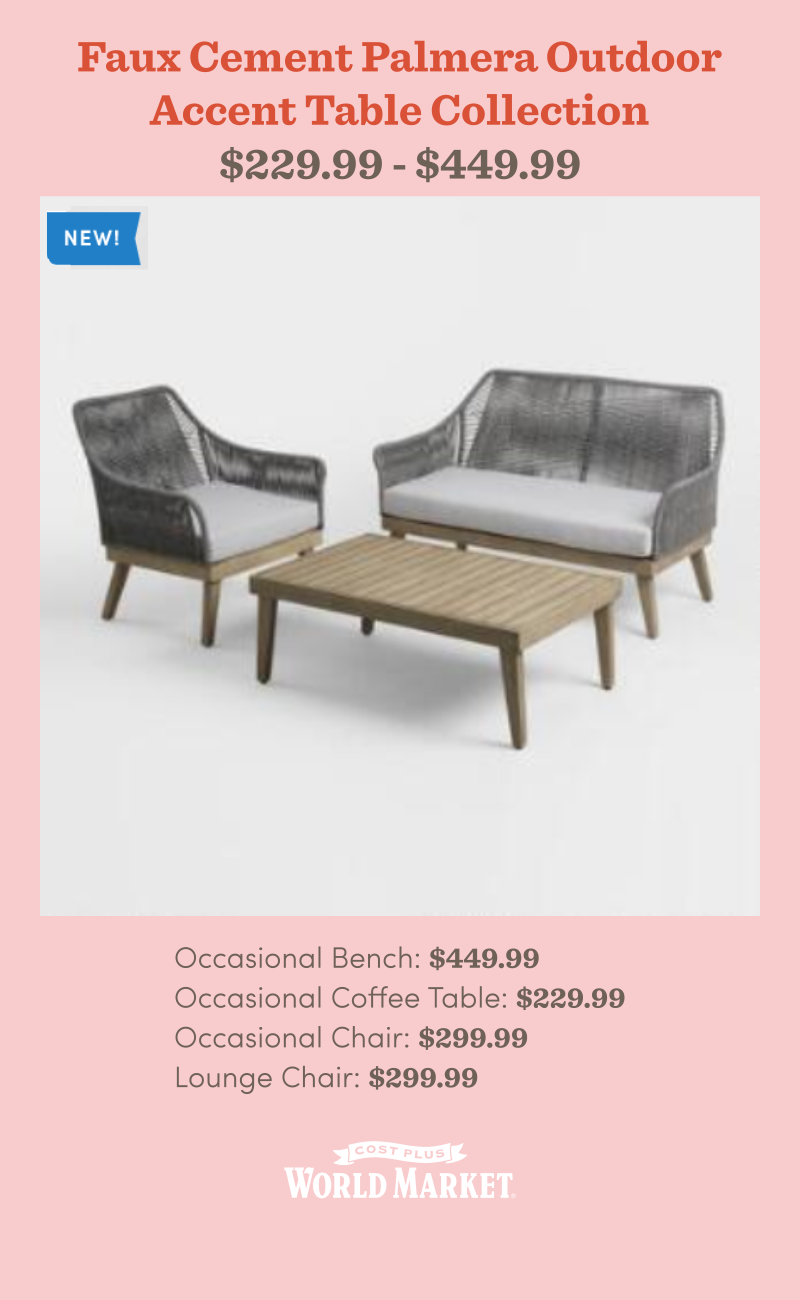 Faux Cement Palmera Outdoor
Accent Table Collection
$229.99 - $449.99
NEW!
Occasional Bench: $449.99
Occasional Coffee Table: $229.99
Occasional Chair: $299.99
Lounge Chair: $299.99
COST PLUS
WORLD MARKET.